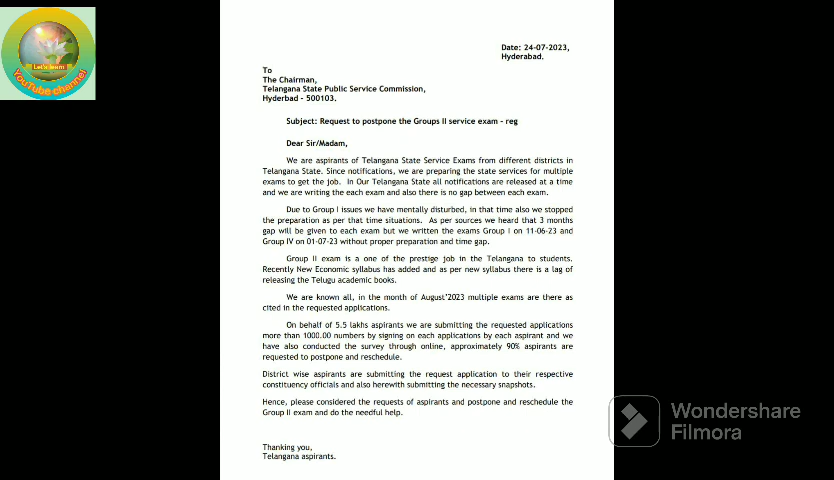 Let's learn
YouTube channel
Date: 24-07-2023,
Hyderabad.
To
The Chairman,
Telangana State Public Service Commission,
Hyderbad - 500103.
Subject: Request to postpone the Groups II service exam - reg
Dear Sir/Madam,
We are aspirants of Telangana State Service Exams from different districts in
Telangana State. Since notifications, we are preparing the state services for multiple
exams to get the job. In Our Telangana State all notifications are released at a time
and we are writing the each exam and also there is no gap between each exam.
Due to Group I issues we have mentally disturbed, in that time also we stopped
the preparation as per that time situations. As per sources we heard that 3 months
gap will be given to each exam but we written the exams Group I on 11-06-23 and
Group IV on 01-07-23 without proper preparation and time gap.
Group II exam is a one of the prestige job in the Telangana to students.
Recently New Economic syllabus has added and as per new syllabus there is a lag of
releasing the Telugu academic books.
We are known all, in the month of August'2023 multiple exams are there as
cited in the requested applications.
On behalf of 5.5 lakhs aspirants we are submitting the requested applications
more than 1000.00 numbers by signing on each applications by each aspirant and we
have also conducted the survey through online, approximately 90% aspirants are
requested to postpone and reschedule.
District wise aspirants are submitting the request application to their respective
constituency officials and also herewith submitting the necessary snapshots.
Hence, please considered the requests of aspirants and postpone and reschedule the
Group II exam and do the needful help.
Thanking you,
Telangana aspirants.
Wondershare
Filmora